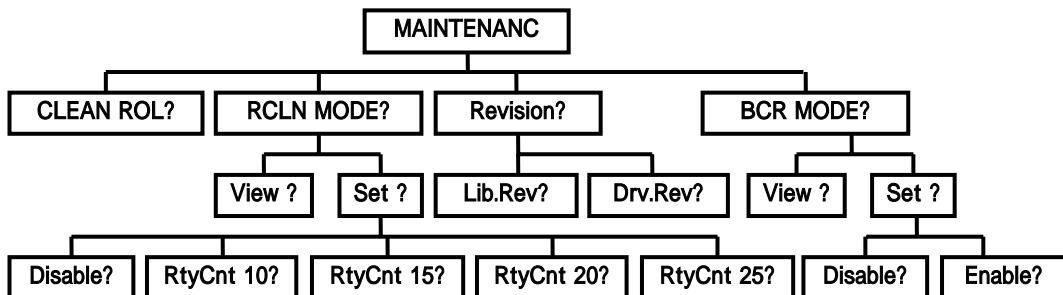 MAINTENANC
CLEAN ROL?
RCLN MODE?
Revision?
BCR MODE?
View ?
Set ?
Lib.Rev?
Drv.Rev?
View ?
Set ?
Disable?
RtyCnt 10?
RtyCnt 15?
RtyCnt 20?
RtyCnt 25?
Disable?
Enable?